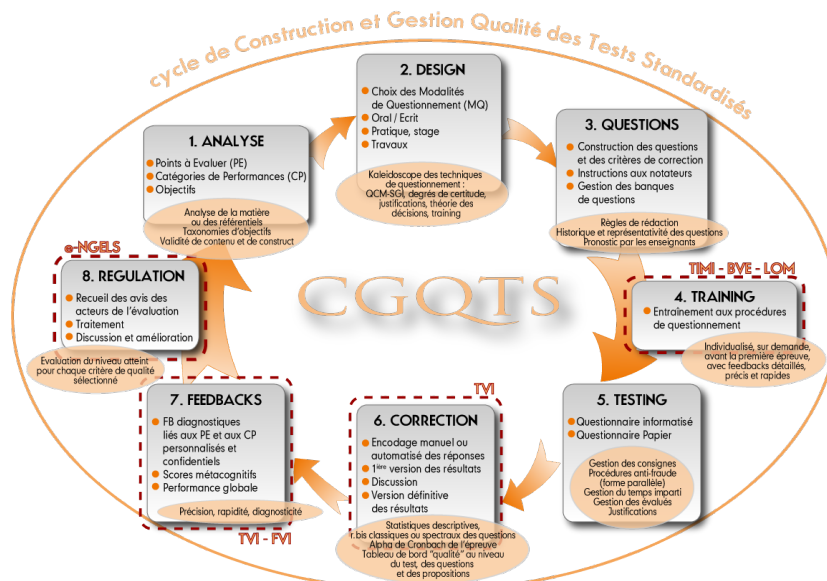 cycle de Construction et Gestion Qualité des Tests Standardisés
CGQTS
1. ANALYSE
Points à Evaluer (PE)
Catégories de Performances (CP)
Objectifs
Analyse de la matière
ou des référentiels
Taxonomies d'objectifs
Validité de contenu et de construct
2. DESIGN
Choix des Modalités
de Questionnement (MQ)
Oral / Ecrit
Pratique, stage
Travaux
Kaleidoscope des techniques
de questionnement :
QCM-SGI, degrés de certitude,
justifications, théorie des
décisions, training
3. QUESTIONS
Construction des questions
et des critères de correction
Instructions aux notateurs
Gestion des banques
de questions
Règles de rédaction
Historique et représentativité des questions
Pronostic par les enseignants
TIMI - BVE - LOM
4. TRAINING
Entraînement aux procédures
de questionnement
Individualisé, sur demande,
avant la première épreuve,
avec feedbacks détaillés,
précis et rapides
5. TESTING
Questionnaire informatisé
Questionnaire Papier
Gestion des consignes
Procédures anti-fraude
(forme parallèle)
Gestion du temps imparti
Gestion des évalués
Justifications
TVI
6. CORRECTION
Encodage manuel ou
automatisé des réponses
1ière version des résultats
Discussion
Version définitive
des résultats
Statistiques descriptives,
r.bis classiques ou spectraux des questions
Alpha de Cronbach de l'épreuve
Tableau de bord "qualité" au niveau
du test, des questions
et des propositions
7. FEEDBACKS
FB diagnostiques
liés aux PE et aux CP
personnalisés et
confidentiels
Scores métacognitifs
Performance globale
Précision, rapidité, diagnosticité
TVI - FVI
e-NGELS
8. REGULATION
Recueil des avis des
acteurs de l'évaluation
Traitement
Discussion et amélioration
Evaluation du niveau atteint
pour chaque critère de qualité
sélectionné